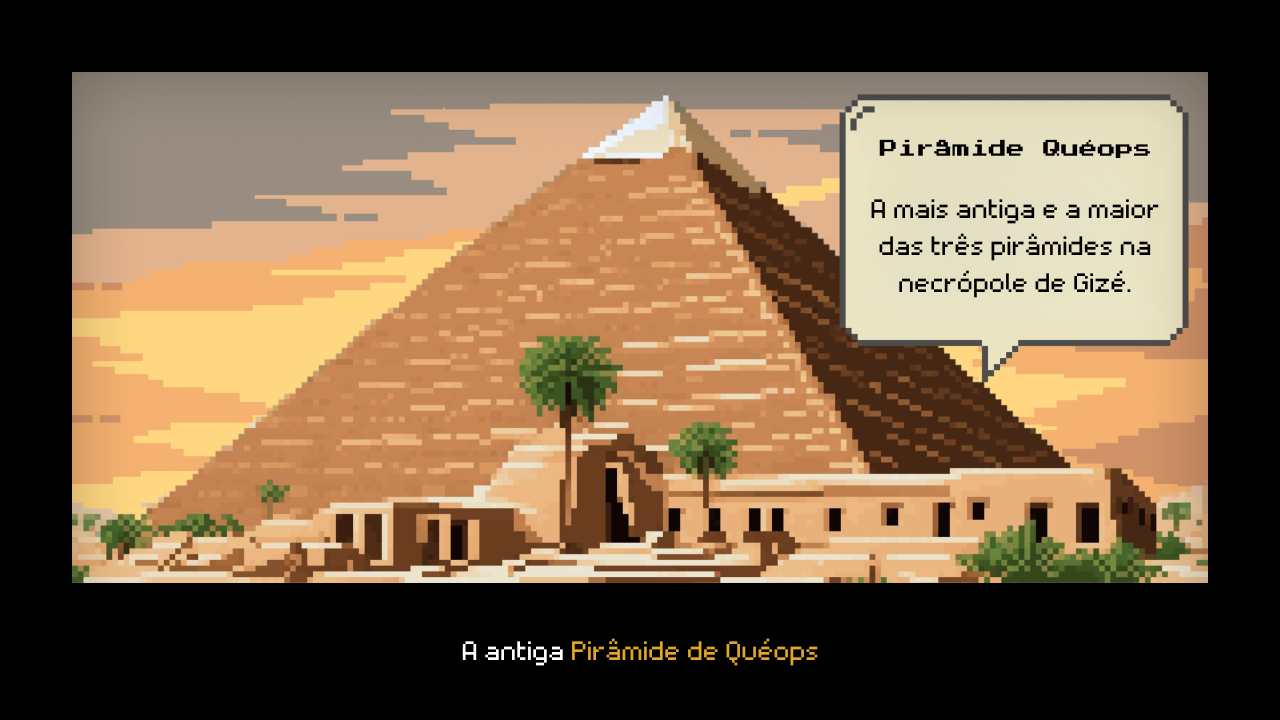 Pirâmide Quéops
A mais antiga e a maior
das três pirâmides na
necrópole de Gizé.
A antiga Pirâmide de Quéops